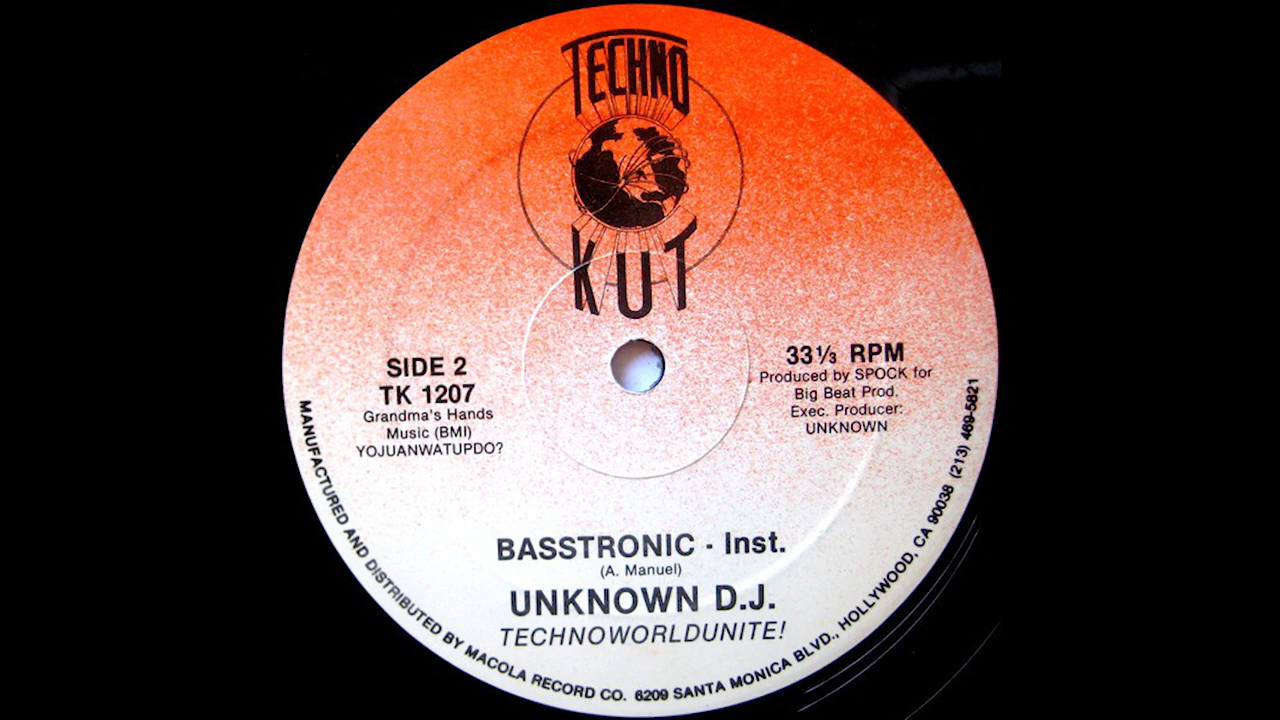 TECHNO
KUT
SIDE 2
TK 1207
Grandma's Hands
Music (BMI)
YOJUANWATUPDO?
33⅓ RPM
Produced by SPOCK for
Big Beat Prod.
Exec. Producer:
UNKNOWN
BASSTRONIC - Inst.
(A. Manuel)
UNKNOWN D.J.
TECHNOWORLDUNITE!
MANUFACTURED AND DISTRIBUTED BY MACOLA RECORD CO. 6209 SANTA MONICA BLVD., HOLLYWOOD, CA 90038 (213) 469-5821